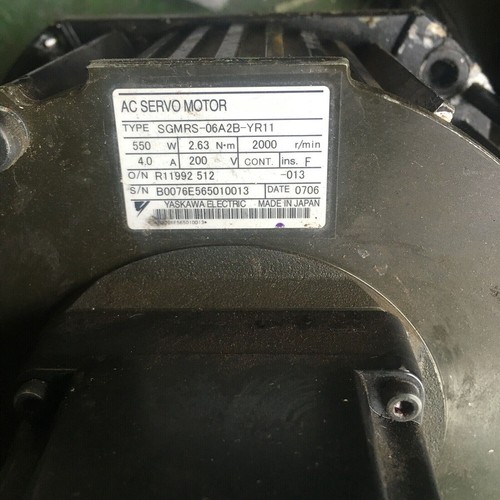 AC SERVO MOTOR
TYPE SGMRS-06A2B-YR11
550 W 2.63 N·m 2000 r/min
4.0 A 200 V CONT. ins. F
O/N R11992 512 -013
S/N B0076E565010013 DATE 0706
YASKAWA ELECTRIC MADE IN JAPAN